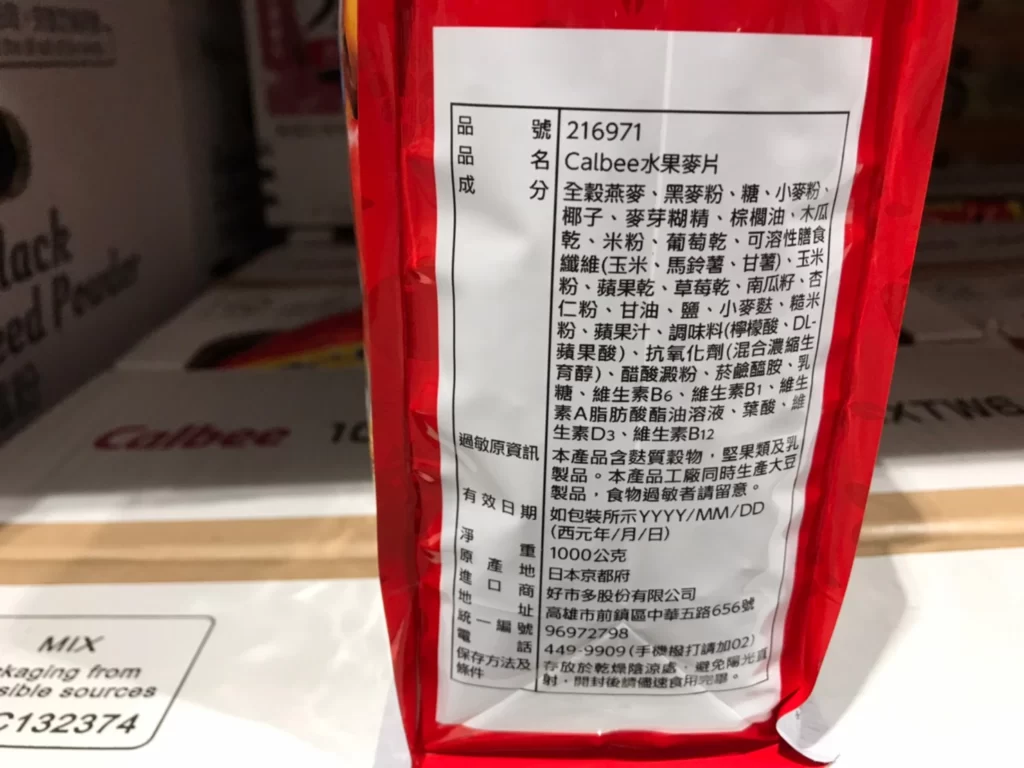 品號 216971
品名 Calbee水果麥片
成分 全穀燕麥、黑麥粉、糖、小麥粉、
椰子、麥芽糊精、棕櫚油、木瓜
乾、米粉、葡萄乾、可溶性膳食
纖維(玉米、馬鈴薯、甘薯)、玉米
粉、蘋果乾、草莓乾、南瓜籽、杏
仁粉、甘油、鹽、小麥麩、糙米
粉、蘋果汁、調味料(檸檬酸、DL-
蘋果酸)、抗氧化劑(混合濃縮生
育醇)、醋酸澱粉、菸鹼醯胺、乳
糖、維生素B6、維生素B1、維生
素A脂肪酸酯油溶液、葉酸、維
生素D3、維生素B12
過敏原資訊 本產品含麩質穀物，堅果類及乳
製品。本產品工廠同時生產大豆
製品，食物過敏者請留意。
有效日期 如包裝所示YYYY/MM/DD
(西元年/月/日)
淨重 1000公克
原產地 日本京都府
進口商 好市多股份有限公司
地址 高雄市前鎮區中華五路656號
統一編號 96972798
電話 449-9909(手機撥打請加02)
保存方法及條件 存放於乾燥陰涼處，避免陽光直
射，開封後請儘速食用完畢。
lack
eed Powder
Calbee 10
XTW6
MIX
ckaging from
sible sources
C132374